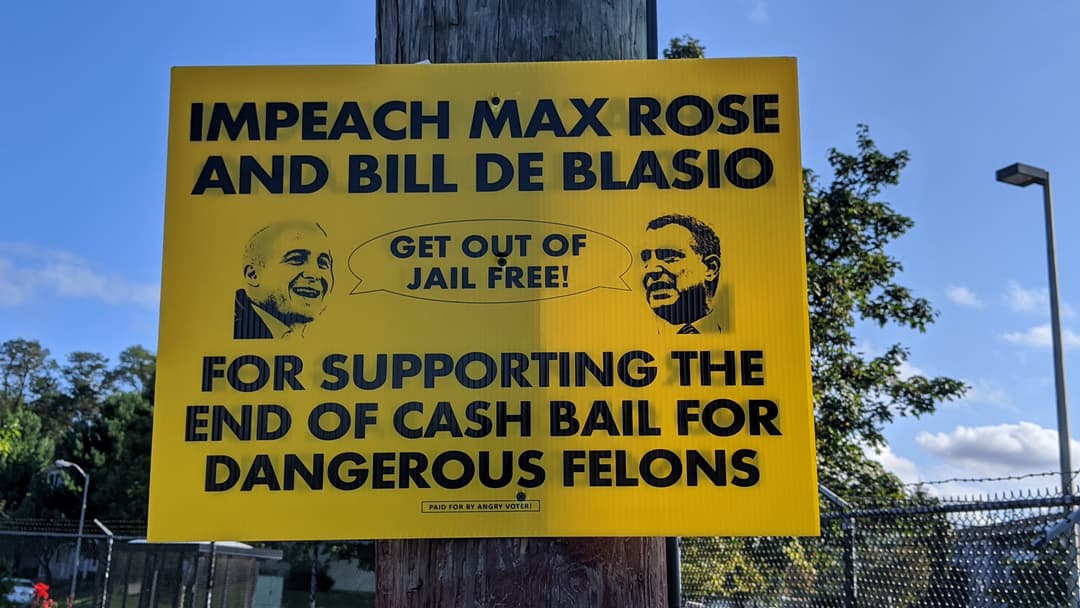 IMPEACH MAX ROSE
AND BILL DE BLASIO
GET OUT OF
JAIL FREE!
FOR SUPPORTING THE
END OF CASH BAIL FOR
DANGEROUS FELONS
PAID FOR BY ANGRY VOTER!